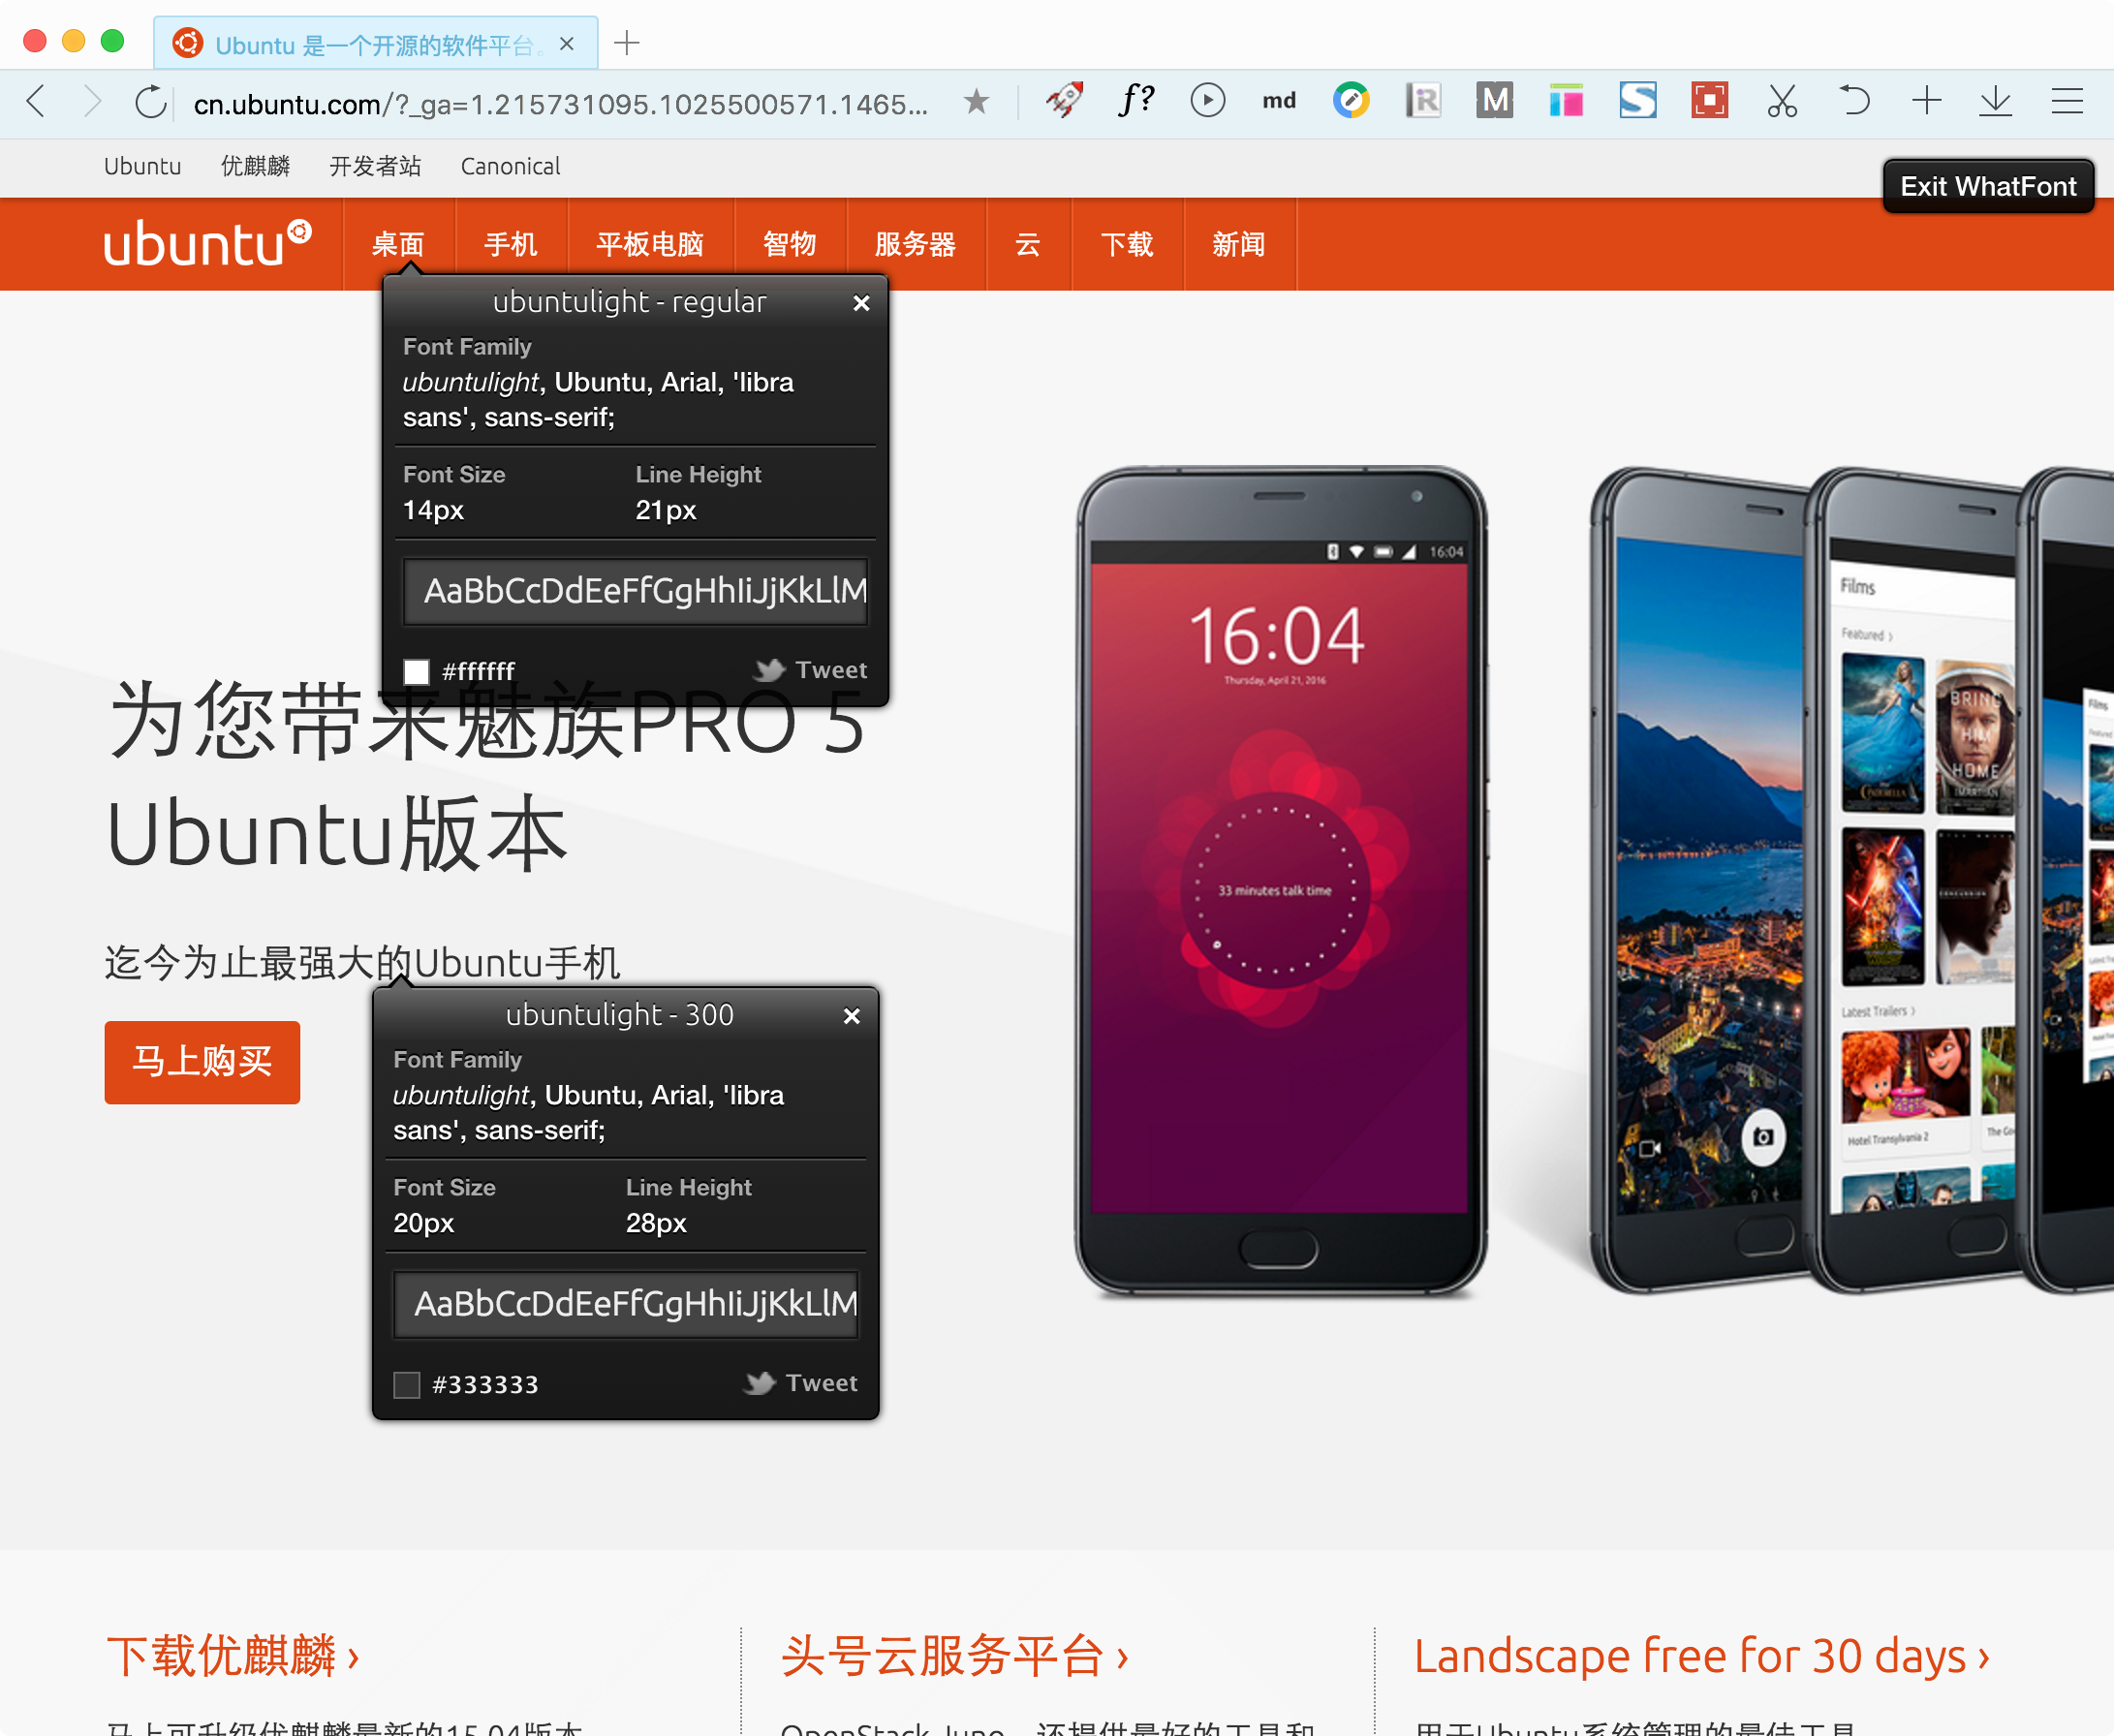 Ubuntu 是一个开源的软件平台。
cn.ubuntu.com/?_ga=1.215731095.1025500571.1465...
f?
md
R
M
S
Ubuntu 优麒麟 开发者站 Canonical
Exit WhatFont
ubuntu
桌面 手机 平板电脑 智物 服务器 云 下载 新闻
ubuntulight - regular
Font Family
ubuntulight, Ubuntu, Arial, 'libra
sans', sans-serif;
Font Size Line Height
14px 21px
AaBbCcDdEeFfGgHhIiJjKkLlM
#ffffff Tweet
为您带来魅族PRO 5
Ubuntu版本
迄今为止最强大的Ubuntu手机
马上购买
ubuntulight - 300
Font Family
ubuntulight, Ubuntu, Arial, 'libra
sans', sans-serif;
Font Size Line Height
20px 28px
AaBbCcDdEeFfGgHhIiJjKkLlM
#333333 Tweet
16:04
16:04
Thursday, April 21, 2016
33 minutes talk time
Films
Featured
CINDERELLA
BRING
HIM
HOME
MARTIAN
CONCUSSION
Latest Trailers
Hotel Transylvania 2
The Go
Films
下载优麒麟 ›
头号云服务平台 ›
Landscape free for 30 days ›
马上可升级优麒麟最新的15.04版本
OpenStack Juno，还提供最好的工具和
用于Ubuntu系统管理的最佳工具